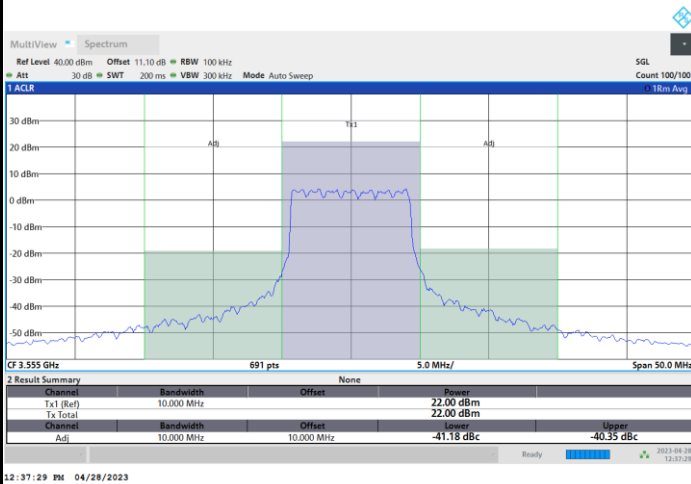 MultiView Spectrum
Ref Level 40.00 dBm Offset 11.10 dB RBW 100 kHz SGL
Att 30 dB SWT 200 ms VBW 300 kHz Mode Auto Sweep Count 100/100
1 ACLR 1Rm Avg
30 dBm
Tx1
20 dBm Adj Adj
10 dBm
0 dBm
-10 dBm
-20 dBm
-30 dBm
-40 dBm
-50 dBm
CF 3.555 GHz 691 pts 5.0 MHz/ Span 50.0 MHz
2 Result Summary None
Channel Bandwidth Offset Power
Tx1 (Ref) 10.000 MHz 22.00 dBm
Tx Total 22.00 dBm
Channel Bandwidth Offset Lower Upper
Adj 10.000 MHz 10.000 MHz -41.18 dBc -40.35 dBc
Ready 2023-04-28
12:37:29
12:37:29 PM 04/28/2023